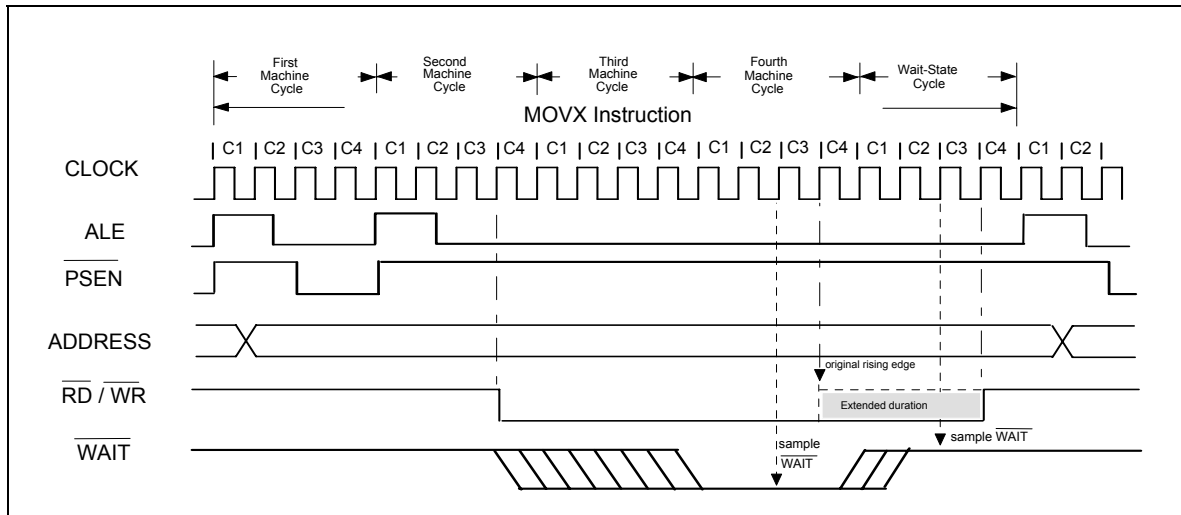 First
Machine
Cycle
Second
Machine
Cycle
Third
Machine
Cycle
Fourth
Machine
Cycle
Wait-State
Cycle
MOVX Instruction
CLOCK
| C1 | C2 | C3 | C4 | C1 | C2 | C3 | C4 | C1 | C2 | C3 | C4 | C1 | C2 | C3 | C4 | C1 | C2 | C3 | C4 | C1 | C2 |
ALE
PSEN
ADDRESS
original rising edge
RD / WR
Extended duration
WAIT
sample
WAIT
sample WAIT